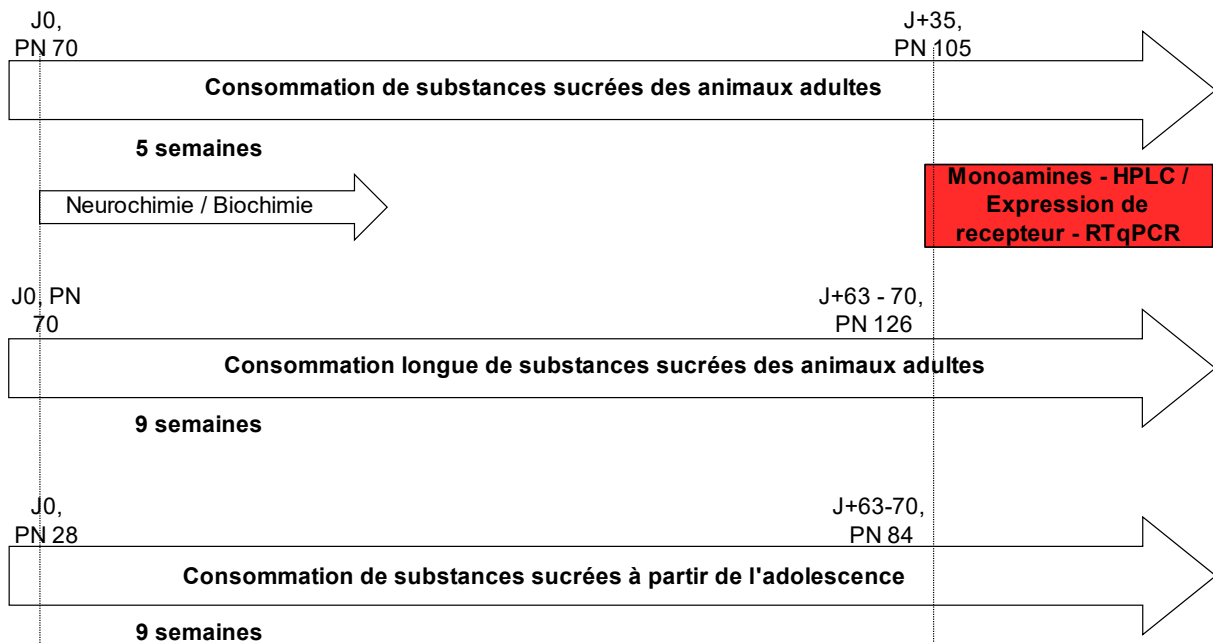 J0,
PN 70
J+35,
PN 105
Consommation de substances sucrées des animaux adultes
5 semaines
Neurochimie / Biochimie
Monoamines - HPLC /
Expression de
recepteur - RTqPCR
J0, PN
70
J+63 - 70,
PN 126
Consommation longue de substances sucrées des animaux adultes
9 semaines
J0,
PN 28
J+63-70,
PN 84
Consommation de substances sucrées à partir de l'adolescence
9 semaines